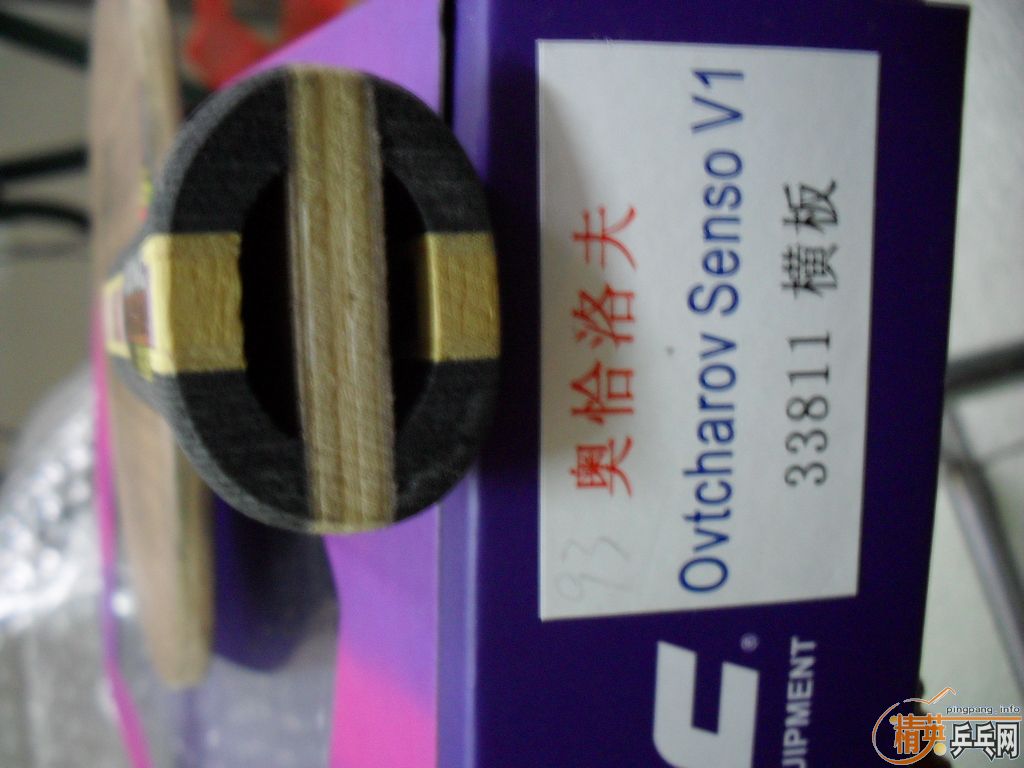 奥恰洛夫
Ovtcharov Senso V1
33811 横板
93
UIPMENT
pingpang.info
精英乒乓网